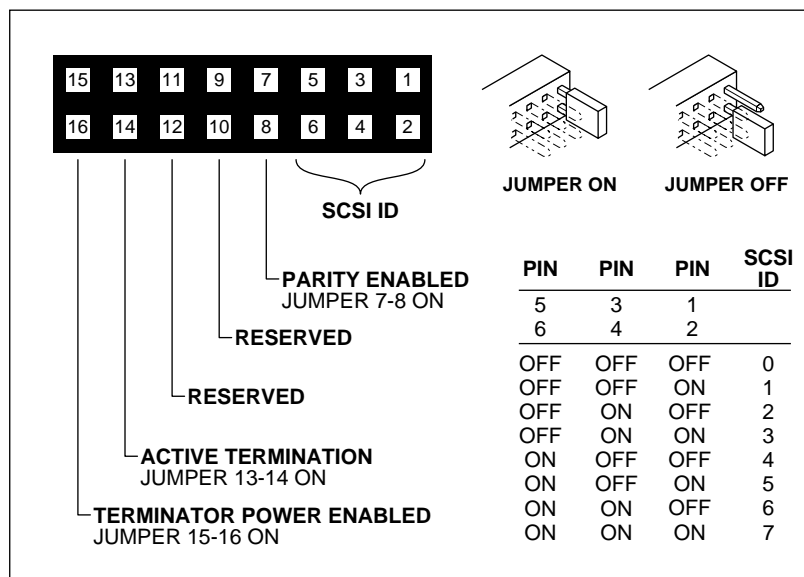 15 13 11 9 7 5 3 1
16 14 12 10 8 6 4 2
SCSI ID
PARITY ENABLED
JUMPER 7-8 ON
RESERVED
RESERVED
ACTIVE TERMINATION
JUMPER 13-14 ON
TERMINATOR POWER ENABLED
JUMPER 15-16 ON
JUMPER ON
JUMPER OFF
PIN PIN PIN SCSI ID
5 3 1
6 4 2
OFF OFF OFF 0
OFF OFF ON 1
OFF ON OFF 2
OFF ON ON 3
ON OFF OFF 4
ON OFF ON 5
ON ON OFF 6
ON ON ON 7